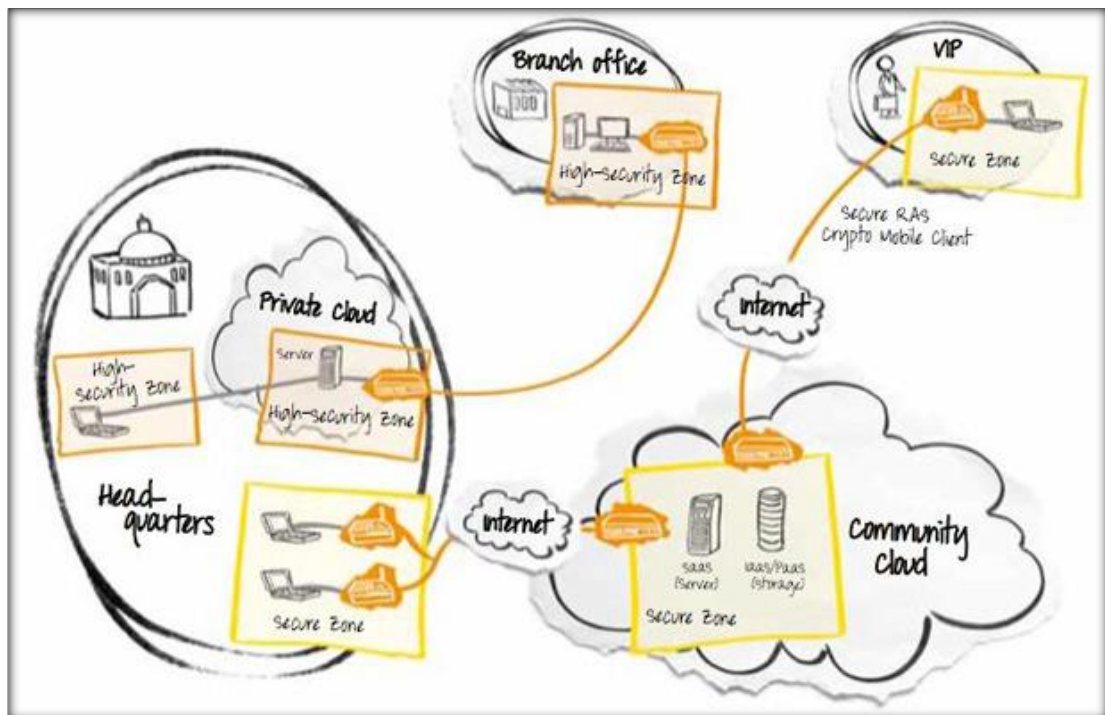 Branch office
High-security Zone
VIP
Secure Zone
Secure RAS
Crypto Mobile Client
Internet
Private Cloud
Server
High-security Zone
High-
security Zone
Head-
quarters
Secure Zone
Internet
SaaS
(Server)
IaaS/PaaS
(Storage)
Secure Zone
Community
Cloud